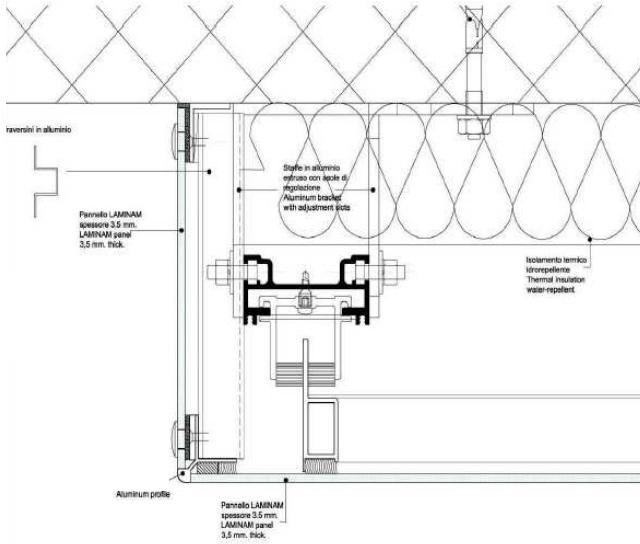 raversini in alluminio
Staffe in alluminio
estruso con asole di
regolazione
Aluminum bracket
with adjustment slots
Pannello LAMINAM
spessore 3.5 mm.
LAMINAM panel
3,5 mm. thick.
Isolamento termico
idrorepellente
Thermal insulation
water-repellent
Aluminum profile
Pannello LAMINAM
spessore 3.5 mm.
LAMINAM panel
3,5 mm. thick.